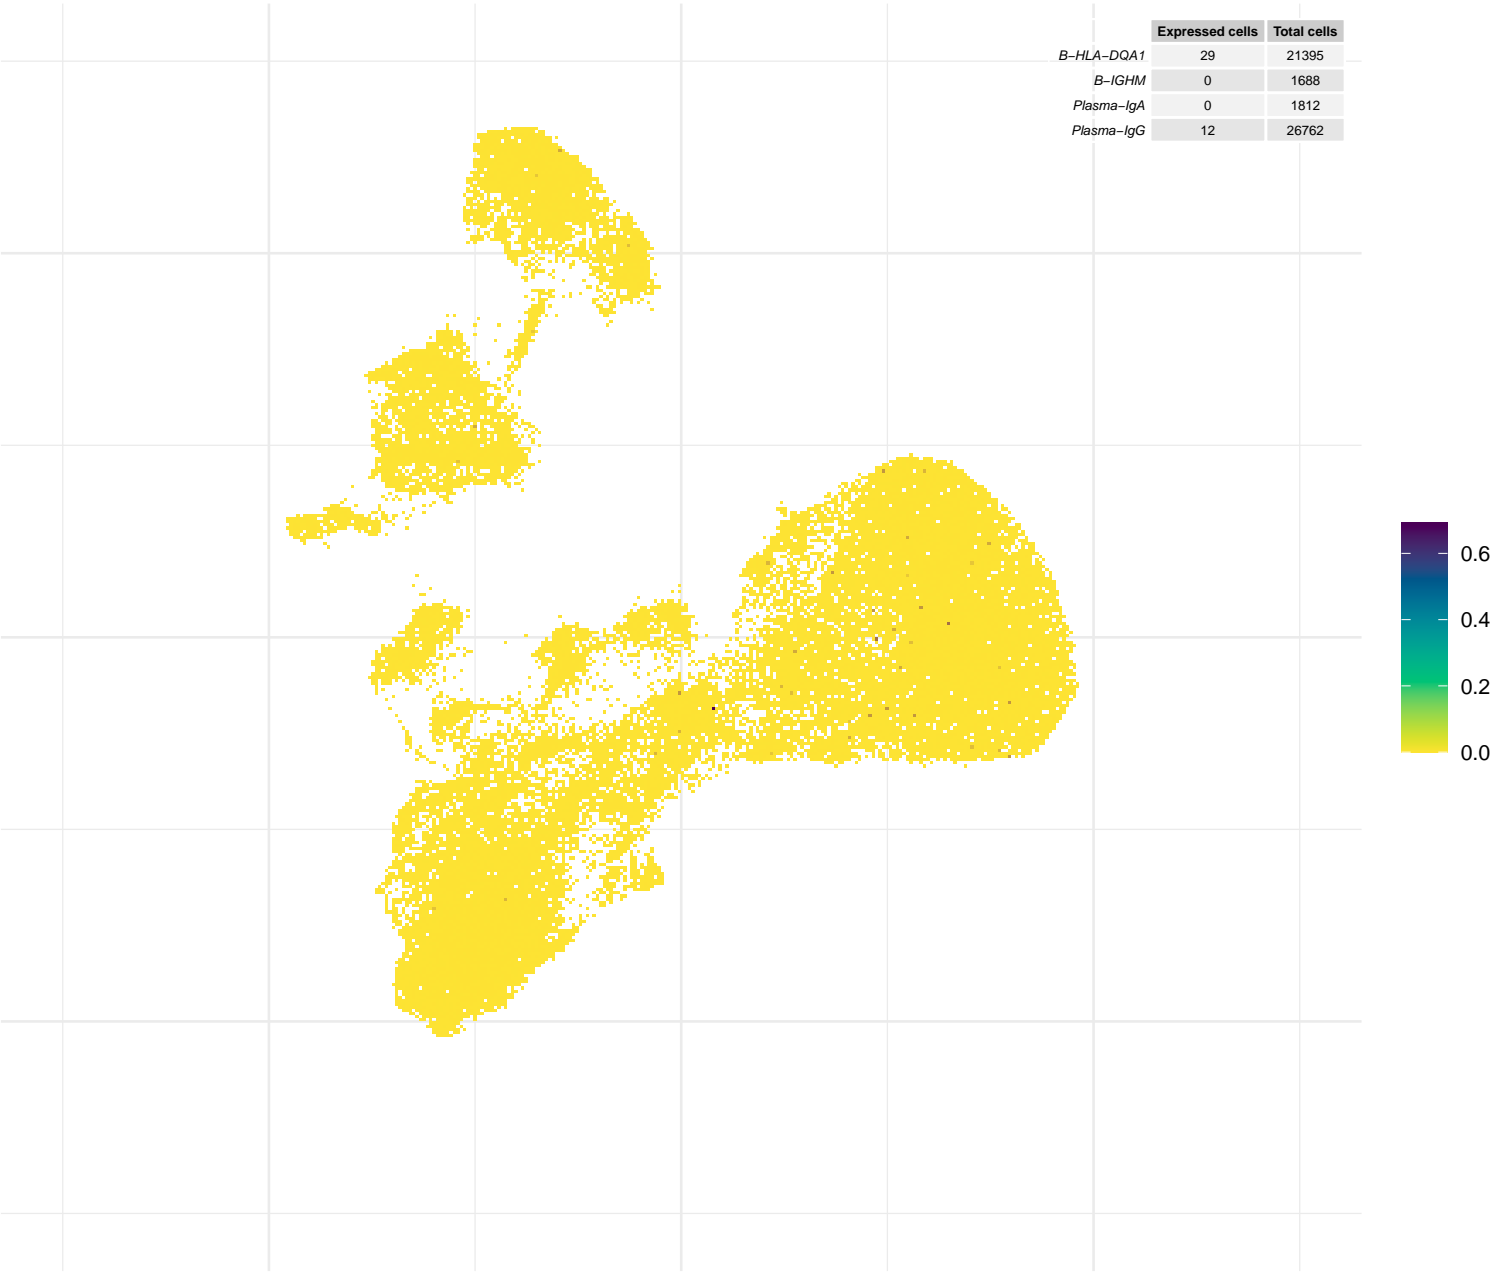 Expressed cells Total cells
B−HLA−DQA1 29 21395
B−IGHM 0 1688
Plasma−IgA 0 1812
Plasma−IgG 12 26762
0.6
0.4
0.2
0.0